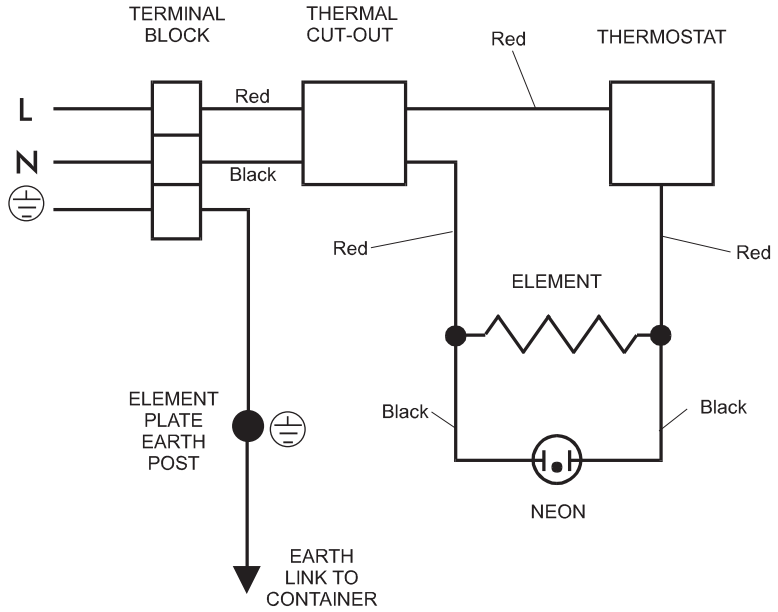 TERMINAL
BLOCK
THERMAL
CUT-OUT
Red
THERMOSTAT
L
Red
N
Black
Red
Red
ELEMENT
ELEMENT
PLATE
EARTH
POST
Black
Black
NEON
EARTH
LINK TO
CONTAINER